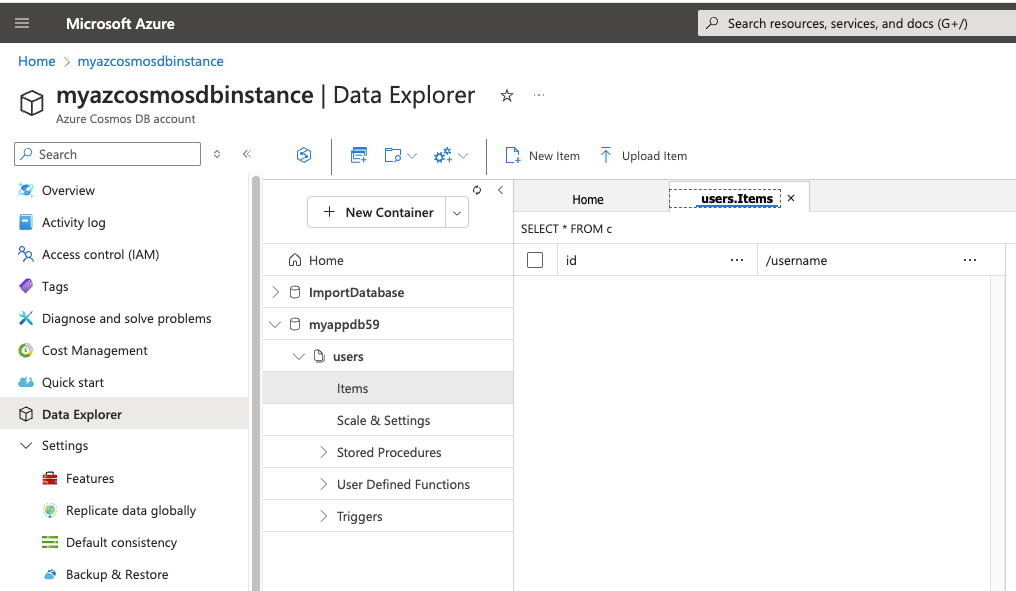 Microsoft Azure
Search resources, services, and docs (G+/)
Home > myazcosmosdbinstance
myazcosmosdbinstance | Data Explorer
Azure Cosmos DB account
Search
Overview
Activity log
Access control (IAM)
Tags
Diagnose and solve problems
Cost Management
Quick start
Data Explorer
Settings
Features
Replicate data globally
Default consistency
Backup & Restore
New Item
Upload Item
New Container
Home
ImportDatabase
myappdb59
users
Items
Scale & Settings
Stored Procedures
User Defined Functions
Triggers
Home
users.Items
SELECT * FROM c
id
/username